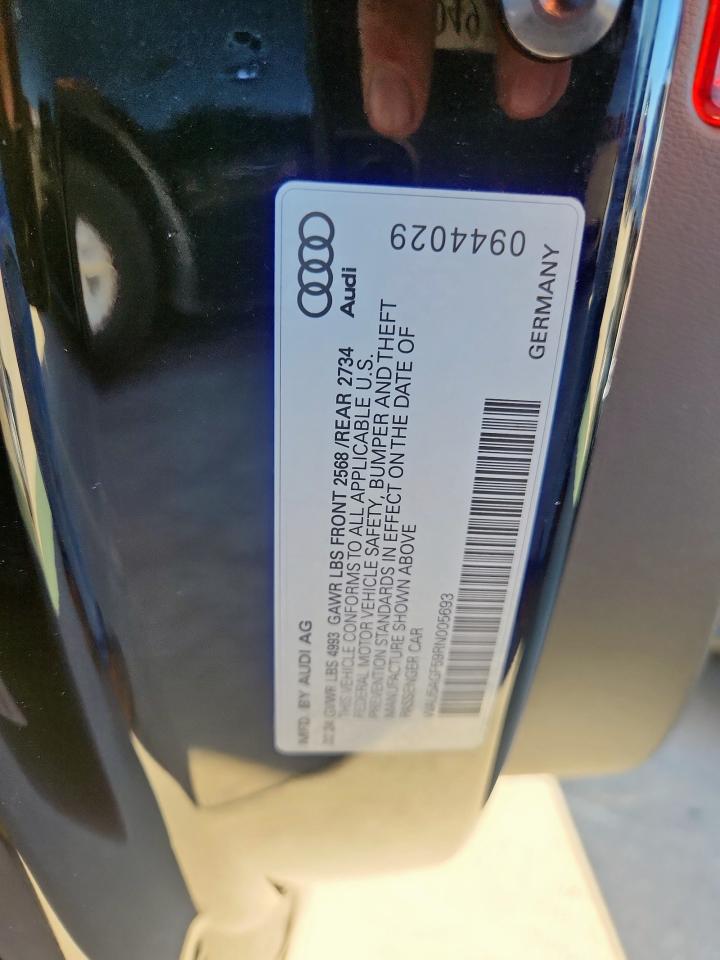 Audi
0944029
MFD. BY AUDI AG
GVWR LBS 4993 GAWR LBS FRONT 2568 /REAR 2734
THIS VEHICLE CONFORMS TO ALL APPLICABLE U.S.
FEDERAL MOTOR VEHICLE SAFETY, BUMPER AND THEFT
PREVENTION STANDARDS IN EFFECT ON THE DATE OF
MANUFACTURE SHOWN ABOVE
PASSENGER CAR
WAU5AGF59RN005693
GERMANY